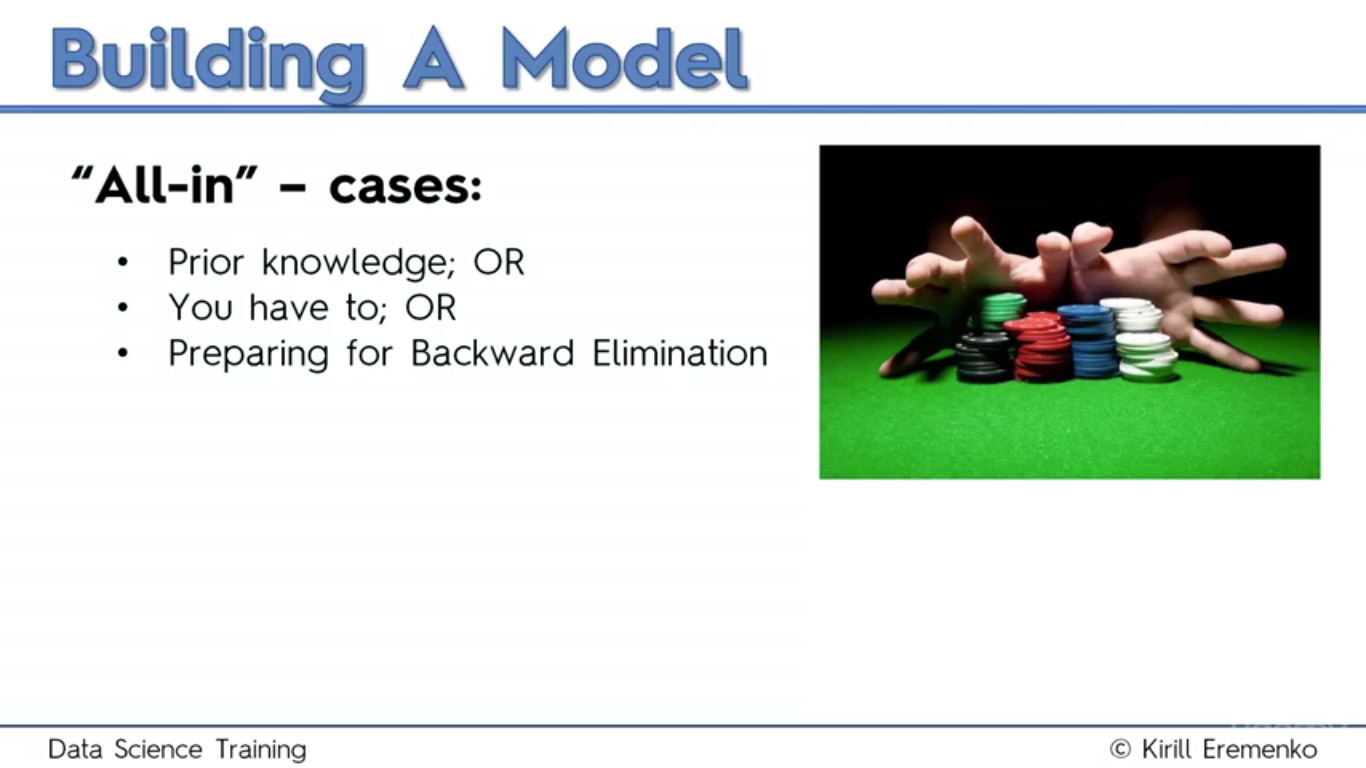 Building A Model
“All-in” – cases:
• Prior knowledge; OR
• You have to; OR
• Preparing for Backward Elimination
Data Science Training
© Kirill Eremenko